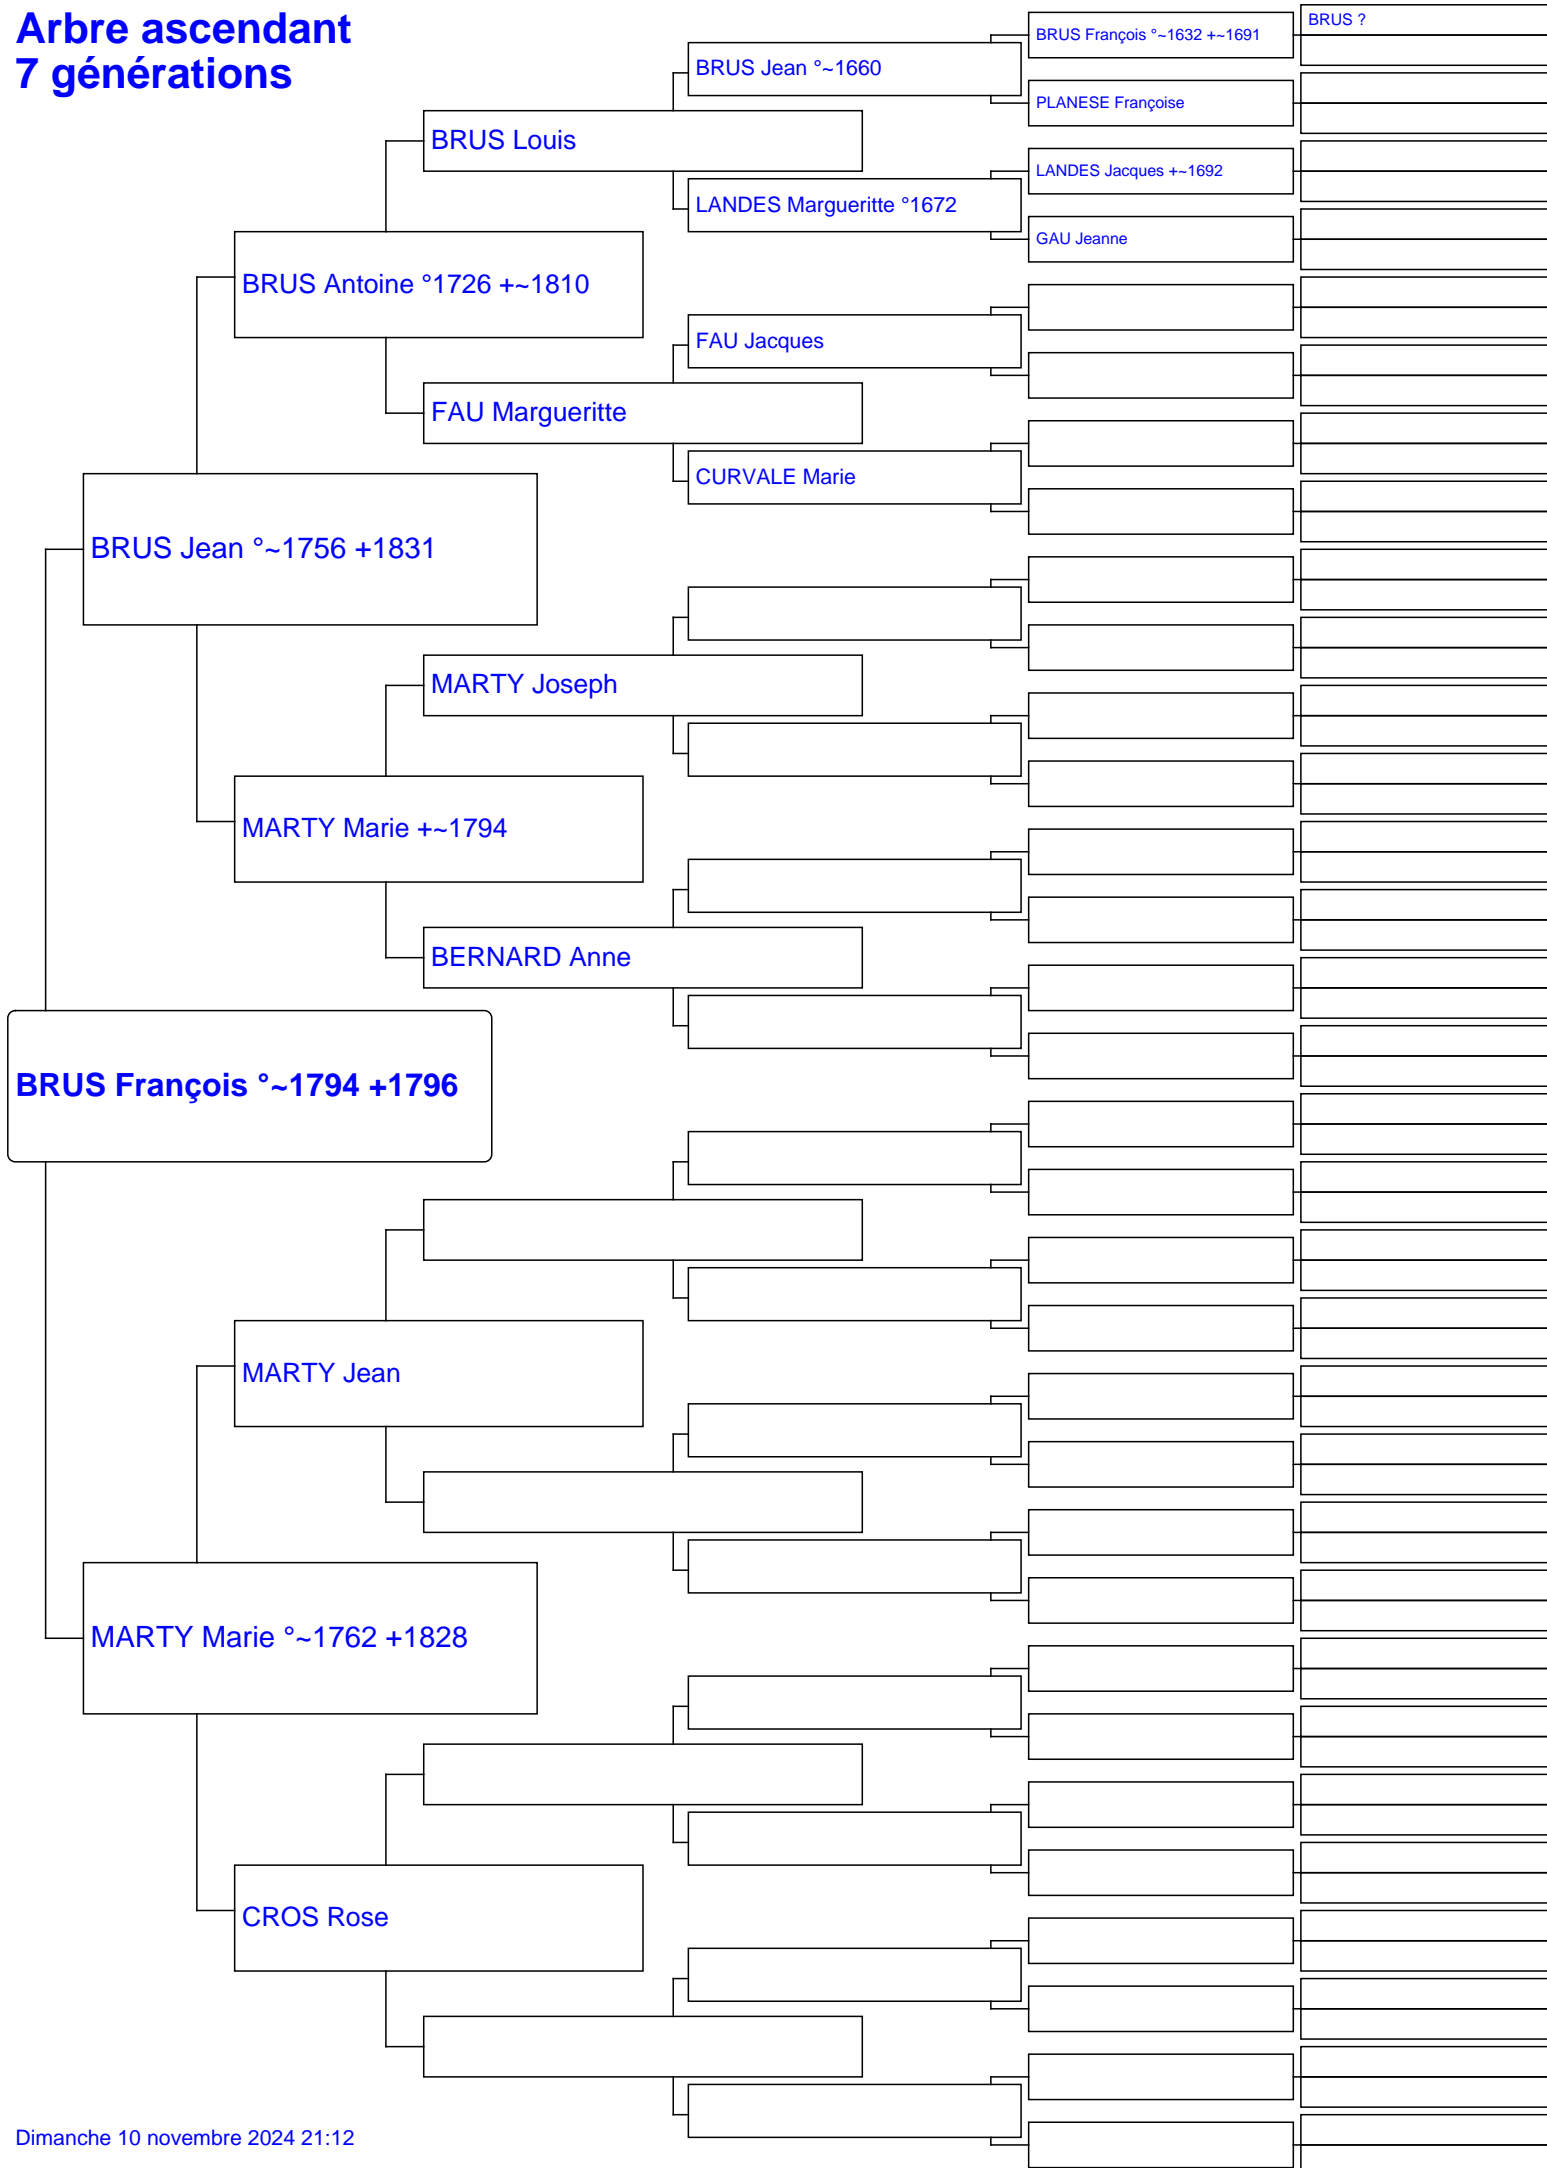 Arbre ascendant
7 générations
BRUS ?
BRUS François °~1632 +~1691
BRUS Jean °~1660
PLANESE Françoise
BRUS Louis
LANDES Jacques +~1692
LANDES Margueritte °1672
GAU Jeanne
BRUS Antoine °1726 +~1810
FAU Jacques
FAU Margueritte
CURVALE Marie
BRUS Jean °~1756 +1831
MARTY Joseph
MARTY Marie +~1794
BERNARD Anne
BRUS François °~1794 +1796
MARTY Jean
MARTY Marie °~1762 +1828
CROS Rose
Dimanche 10 novembre 2024 21:12